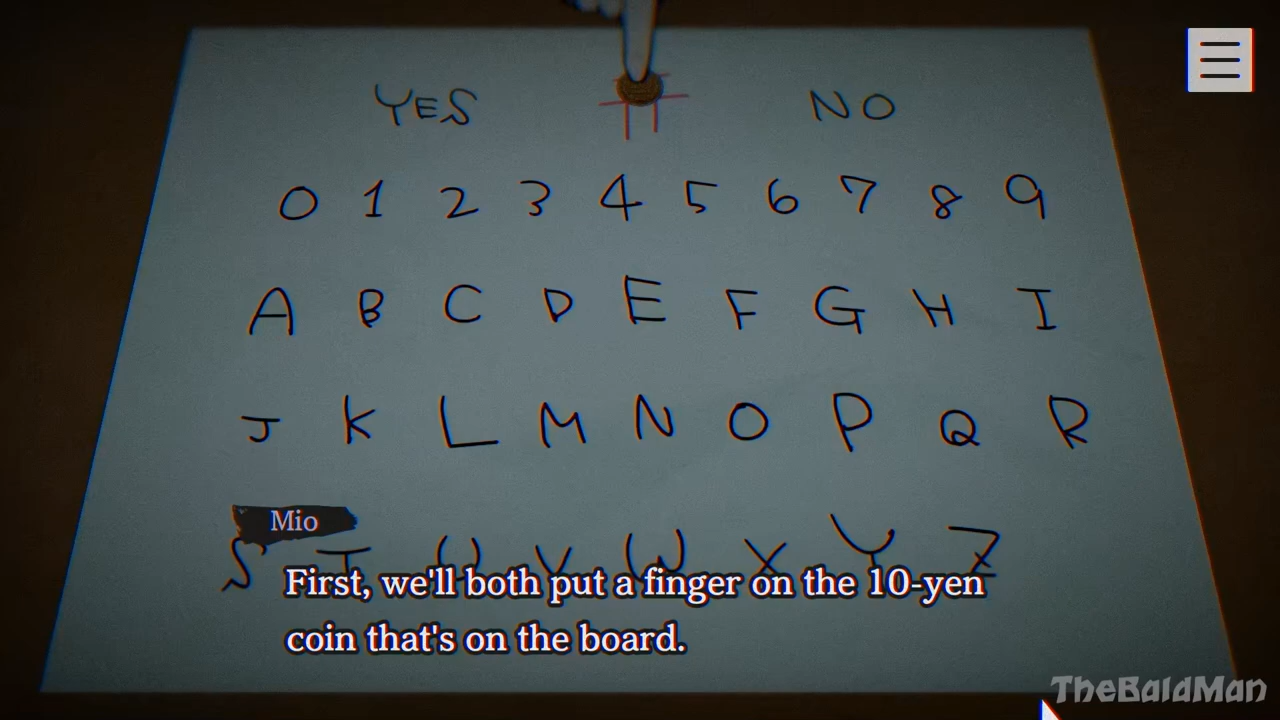 YES NO
0 1 2 3 4 5 6 7 8 9
A B C D E F G H I
J K L M N O P Q R
Mio
S T U V W X Y Z
First, we'll both put a finger on the 10-yen
coin that's on the board.
TheBaldMan